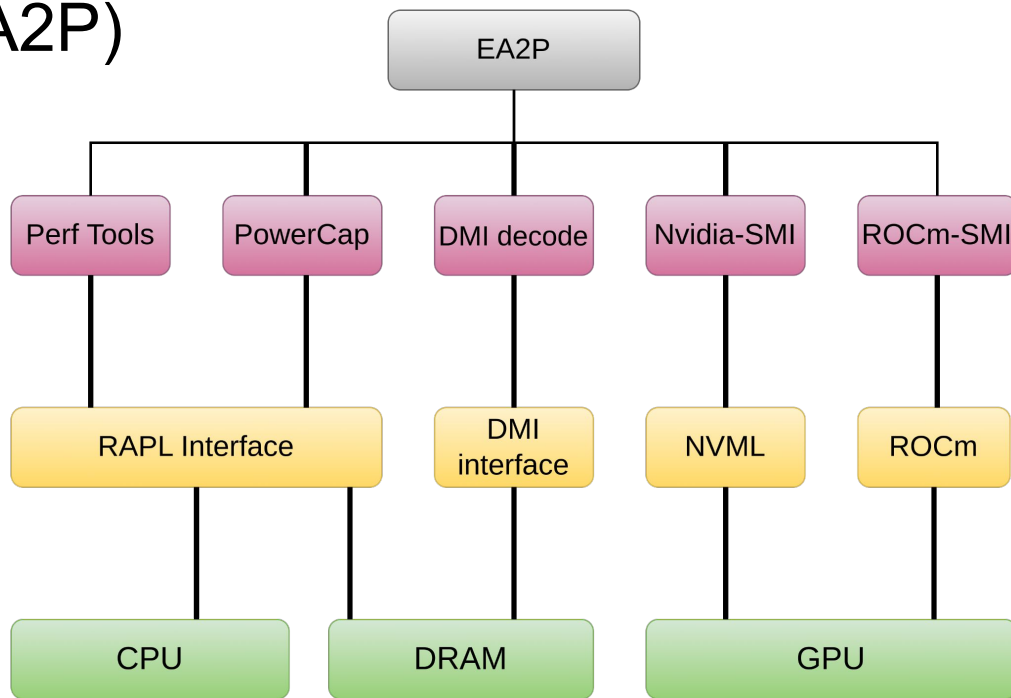 A2P)
EA2P
Perf Tools
PowerCap
DMI decode
Nvidia-SMI
ROCm-SMI
RAPL Interface
DMI
interface
NVML
ROCm
CPU
DRAM
GPU